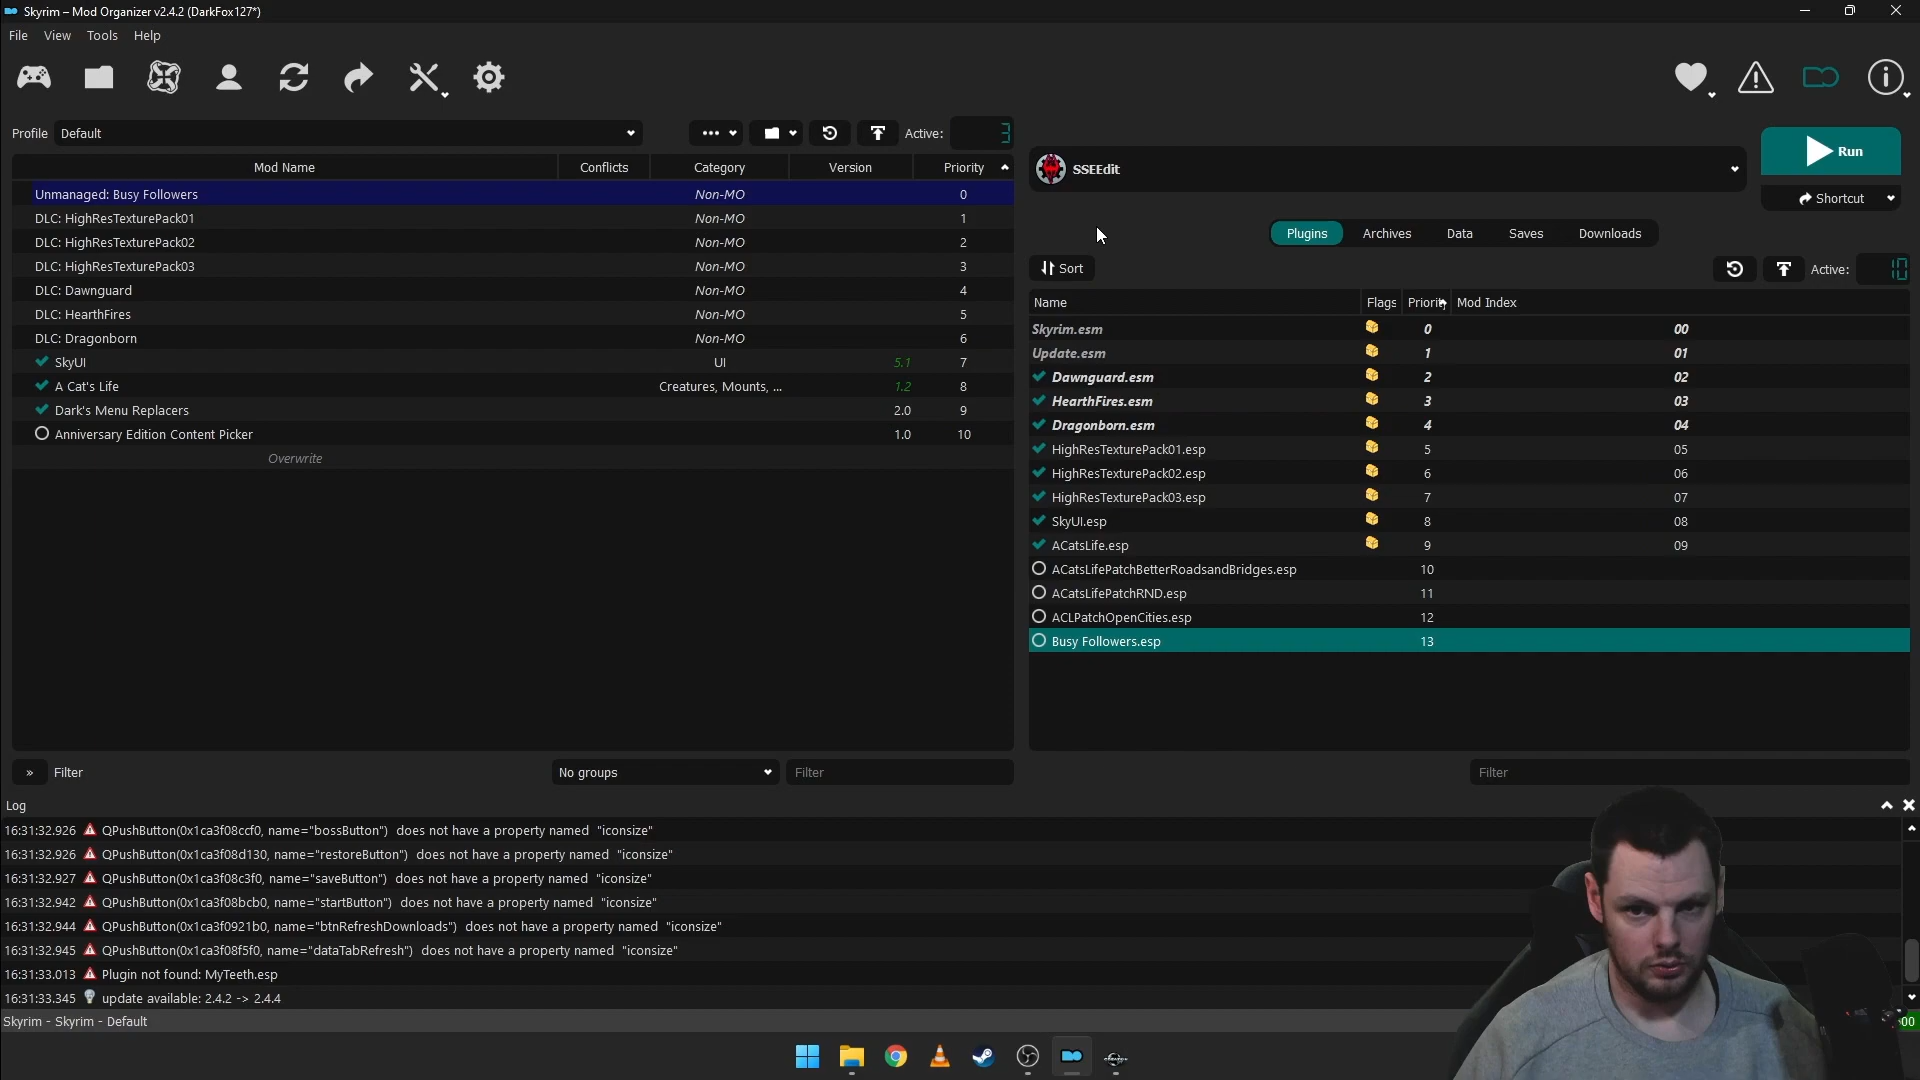 Skyrim – Mod Organizer v2.4.2 (DarkFox127*)
File View Tools Help
Profile Default Active: 3
Mod Name Conflicts Category Version Priority
Unmanaged: Busy Followers Non-MO 0
DLC: HighResTexturePack01 Non-MO 1
DLC: HighResTexturePack02 Non-MO 2
DLC: HighResTexturePack03 Non-MO 3
DLC: Dawnguard Non-MO 4
DLC: HearthFires Non-MO 5
DLC: Dragonborn Non-MO 6
SkyUI UI 5.1 7
A Cat's Life Creatures, Mounts, ... 1.2 8
Dark's Menu Replacers 2.0 9
Anniversary Edition Content Picker 1.0 10
Overwrite
» Filter No groups Filter
SSEEdit
Run
Shortcut
Plugins Archives Data Saves Downloads
Sort Active: 10
Name Flags Priority Mod Index
Skyrim.esm 0 00
Update.esm 1 01
Dawnguard.esm 2 02
HearthFires.esm 3 03
Dragonborn.esm 4 04
HighResTexturePack01.esp 5 05
HighResTexturePack02.esp 6 06
HighResTexturePack03.esp 7 07
SkyUI.esp 8 08
ACatsLife.esp 9 09
ACatsLifePatchBetterRoadsandBridges.esp 10
ACatsLifePatchRND.esp 11
ACLPatchOpenCities.esp 12
Busy Followers.esp 13
Filter
Log
16:31:32.926 QPushButton(0x1ca3f08ccf0, name="bossButton") does not have a property named "iconsize"
16:31:32.926 QPushButton(0x1ca3f08d130, name="restoreButton") does not have a property named "iconsize"
16:31:32.927 QPushButton(0x1ca3f08c3f0, name="saveButton") does not have a property named "iconsize"
16:31:32.942 QPushButton(0x1ca3f08bcb0, name="startButton") does not have a property named "iconsize"
16:31:32.944 QPushButton(0x1ca3f0921b0, name="btnRefreshDownloads") does not have a property named "iconsize"
16:31:32.945 QPushButton(0x1ca3f08f5f0, name="dataTabRefresh") does not have a property named "iconsize"
16:31:33.013 Plugin not found: MyTeeth.esp
16:31:33.345 update available: 2.4.2 -> 2.4.4
Skyrim - Skyrim - Default